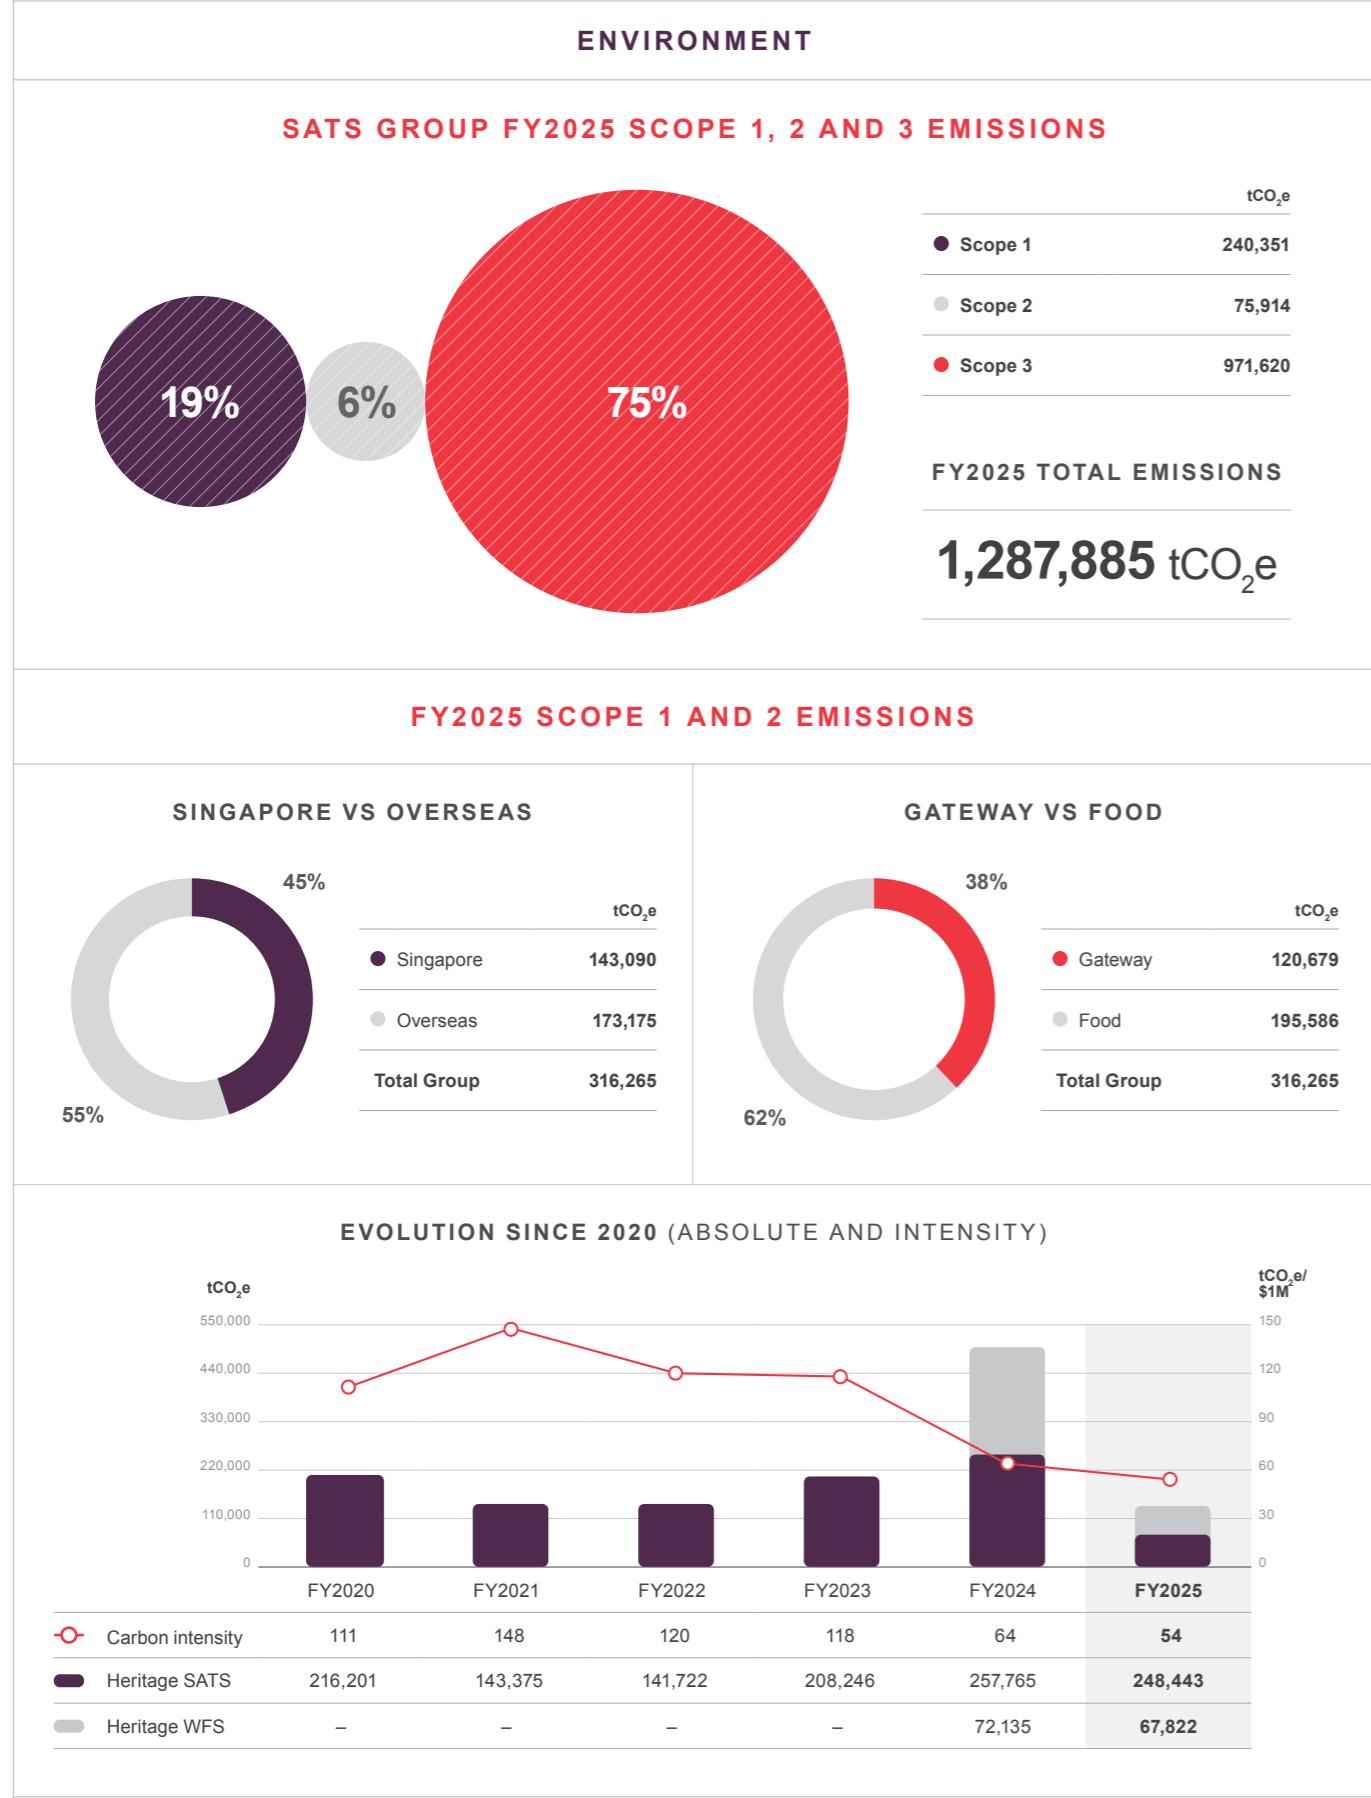 ENVIRONMENT
SATS GROUP FY2025 SCOPE 1, 2 AND 3 EMISSIONS
19%
6%
75%
tCO₂e
Scope 1 240,351
Scope 2 75,914
Scope 3 971,620
FY2025 TOTAL EMISSIONS
1,287,885 tCO₂e
FY2025 SCOPE 1 AND 2 EMISSIONS
SINGAPORE VS OVERSEAS
45%
55%
tCO₂e
Singapore 143,090
Overseas 173,175
Total Group 316,265
GATEWAY VS FOOD
38%
62%
tCO₂e
Gateway 120,679
Food 195,586
Total Group 316,265
EVOLUTION SINCE 2020 (ABSOLUTE AND INTENSITY)
tCO₂e
tCO₂e/
$1M
550,000 150
440,000 120
330,000 90
220,000 60
110,000 30
0 0
FY2020 FY2021 FY2022 FY2023 FY2024 FY2025
Carbon intensity 111 148 120 118 64 54
Heritage SATS 216,201 143,375 141,722 208,246 257,765 248,443
Heritage WFS – – – – 72,135 67,822